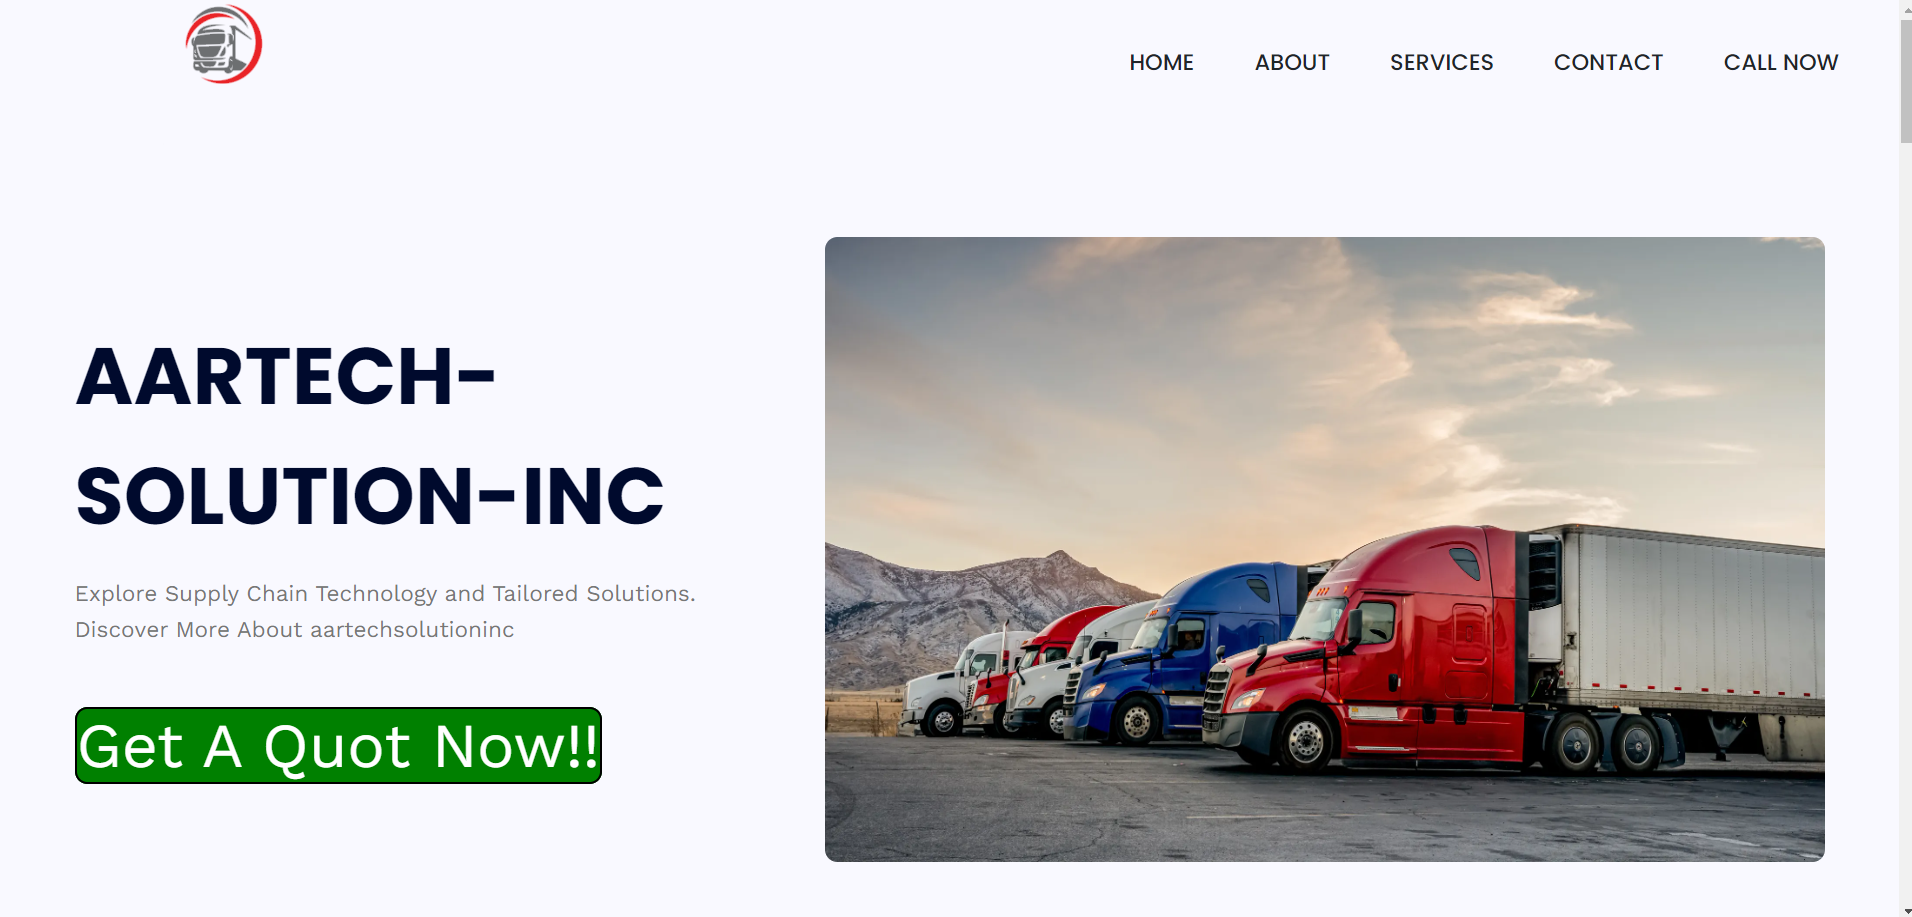 HOME ABOUT SERVICES CONTACT CALL NOW
AARTECH-
SOLUTION-INC
Explore Supply Chain Technology and Tailored Solutions.
Discover More About aartechsolutioninc
Get A Quot Now!!